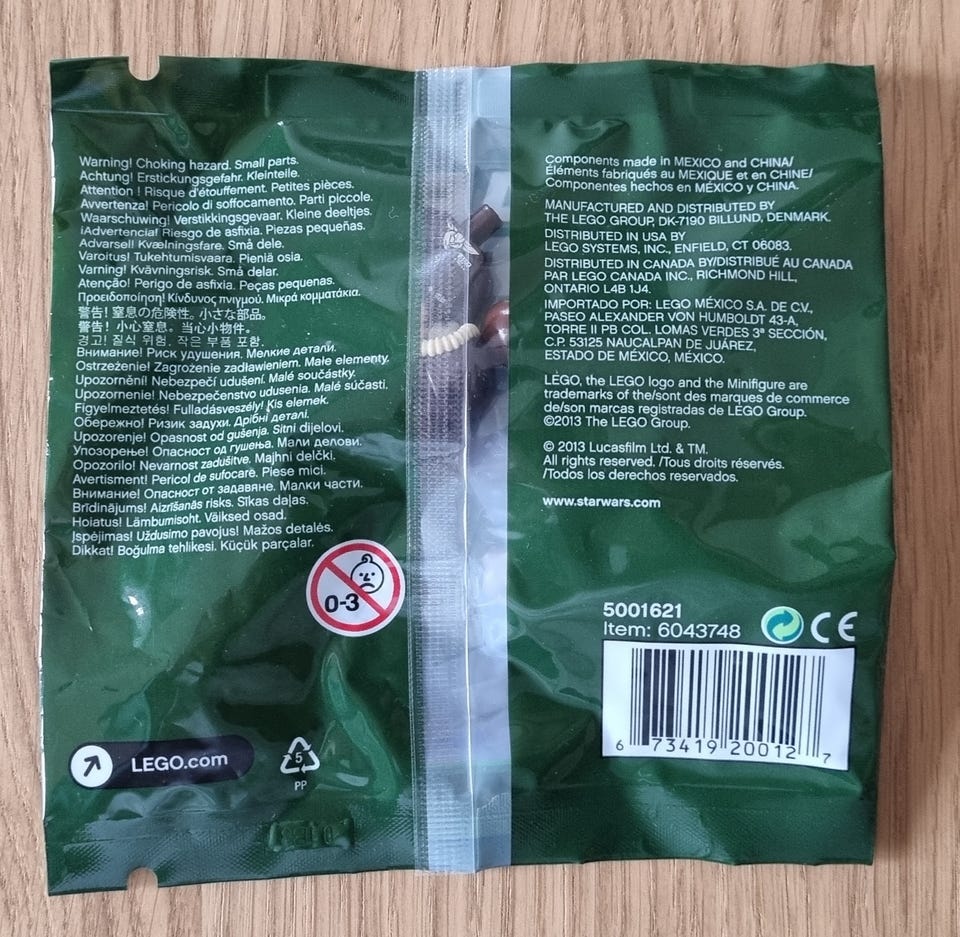 Warning! Choking hazard. Small parts.
Achtung! Erstickungsgefahr. Kleinteile.
Attention ! Risque d'étouffement. Petites pièces.
Avvertenza! Pericolo di soffocamento. Parti piccole.
Waarschuwing! Verstikkingsgevaar. Kleine deeltjes.
¡Advertencia! Riesgo de asfixia. Piezas pequeñas.
Advarsel! Kvælningsfare. Små dele.
Varoitus! Tukehtumisvaara. Pieniä osia.
Varning! Kvävningsrisk. Små delar.
Atenção! Perigo de asfixia. Peças pequenas.
Προειδοποίηση! Κίνδυνος πνιγμού. Μικρά κομματάκια.
警告! 窒息の危険性。小さな部品。
警告! 小心窒息。当心小物件。
경고! 질식 위험. 작은 부품 포함.
Внимание! Риск удушения. Мелкие детали.
Ostrzeżenie! Zagrożenie zadławieniem. Małe elementy.
Upozornění! Nebezpečí udušení. Malé součástky.
Upozornenie! Nebezpečenstvo udusenia. Malé súčasti.
Figyelmeztetés! Fulladásveszély! Kis elemek.
Обережно! Ризик задухи. Дрібні деталі.
Upozorenje! Opasnost od gušenja. Sitni dijelovi.
Упозорење! Опасност од гушења. Мали делови.
Opozorilo! Nevarnost zadušitve. Majhni delčki.
Avertisment! Pericol de sufocare. Piese mici.
Внимание! Опасност от задавяне. Малки части.
Brīdinājums! Aizrīšanās risks. Sīkas daļas.
Hoiatus! Lämbumisoht. Väiksed osad.
Įspėjimas! Uždusimo pavojus! Mažos detalės.
Dikkat! Boğulma tehlikesi. Küçük parçalar.
0-3
LEGO.com
5
PP
Components made in MEXICO and CHINA/
Éléments fabriqués au MEXIQUE et en CHINE/
Componentes hechos en MÉXICO y CHINA.
MANUFACTURED AND DISTRIBUTED BY
THE LEGO GROUP, DK-7190 BILLUND, DENMARK.
DISTRIBUTED IN USA BY
LEGO SYSTEMS, INC., ENFIELD, CT 06083.
DISTRIBUTED IN CANADA BY/DISTRIBUÉ AU CANADA
PAR LEGO CANADA INC., RICHMOND HILL,
ONTARIO L4B 1J4.
IMPORTADO POR: LEGO MÉXICO S.A. DE C.V.,
PASEO ALEXANDER VON HUMBOLDT 43-A,
TORRE II PB COL. LOMAS VERDES 3ª SECCIÓN,
C.P. 53125 NAUCALPAN DE JUÁREZ,
ESTADO DE MÉXICO, MÉXICO.
LEGO, the LEGO logo and the Minifigure are
trademarks of the/sont des marques de commerce
de/son marcas registradas de LEGO Group.
©2013 The LEGO Group.
© 2013 Lucasfilm Ltd. & TM.
All rights reserved. /Tous droits réservés.
/Todos los derechos reservados.
www.starwars.com
5001621
Item: 6043748
CE
6 73419 20012 7